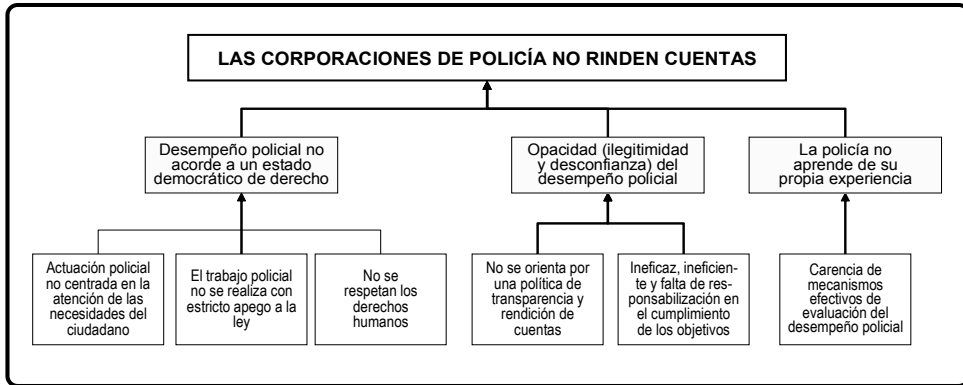 LAS CORPORACIONES DE POLICÍA NO RINDEN CUENTAS
Desempeño policial no
acorde a un estado
democrático de derecho
Opacidad (ilegitimidad
y desconfianza) del
desempeño policial
La policía no
aprende de su
propia experiencia
Actuación policial
no centrada en la
atención de las
necesidades del
ciudadano
El trabajo policial
no se realiza con
estricto apego a la
ley
No se
respetan los
derechos
humanos
No se orienta por
una política de
transparencia y
rendición de
cuentas
Ineficaz, ineficien-
te y falta de res-
ponsabilización en
el cumplimiento
de los objetivos
Carencia de
mecanismos
efectivos de
evaluación del
desempeño policial